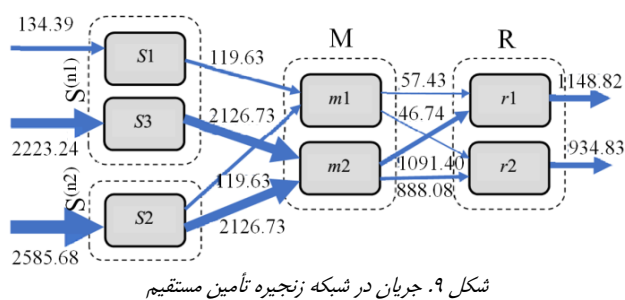 134.39
M
R
S1
119.63
57.43
1148.82
S(n1)
m1
r1
S3
2126.73
46.74
2223.24
934.83
m2
r2
1091.40
S(n2)
119.63
888.08
S2
2126.73
2585.68
شکل ۹. جریان در شبکه زنجیره تأمین مستقیم